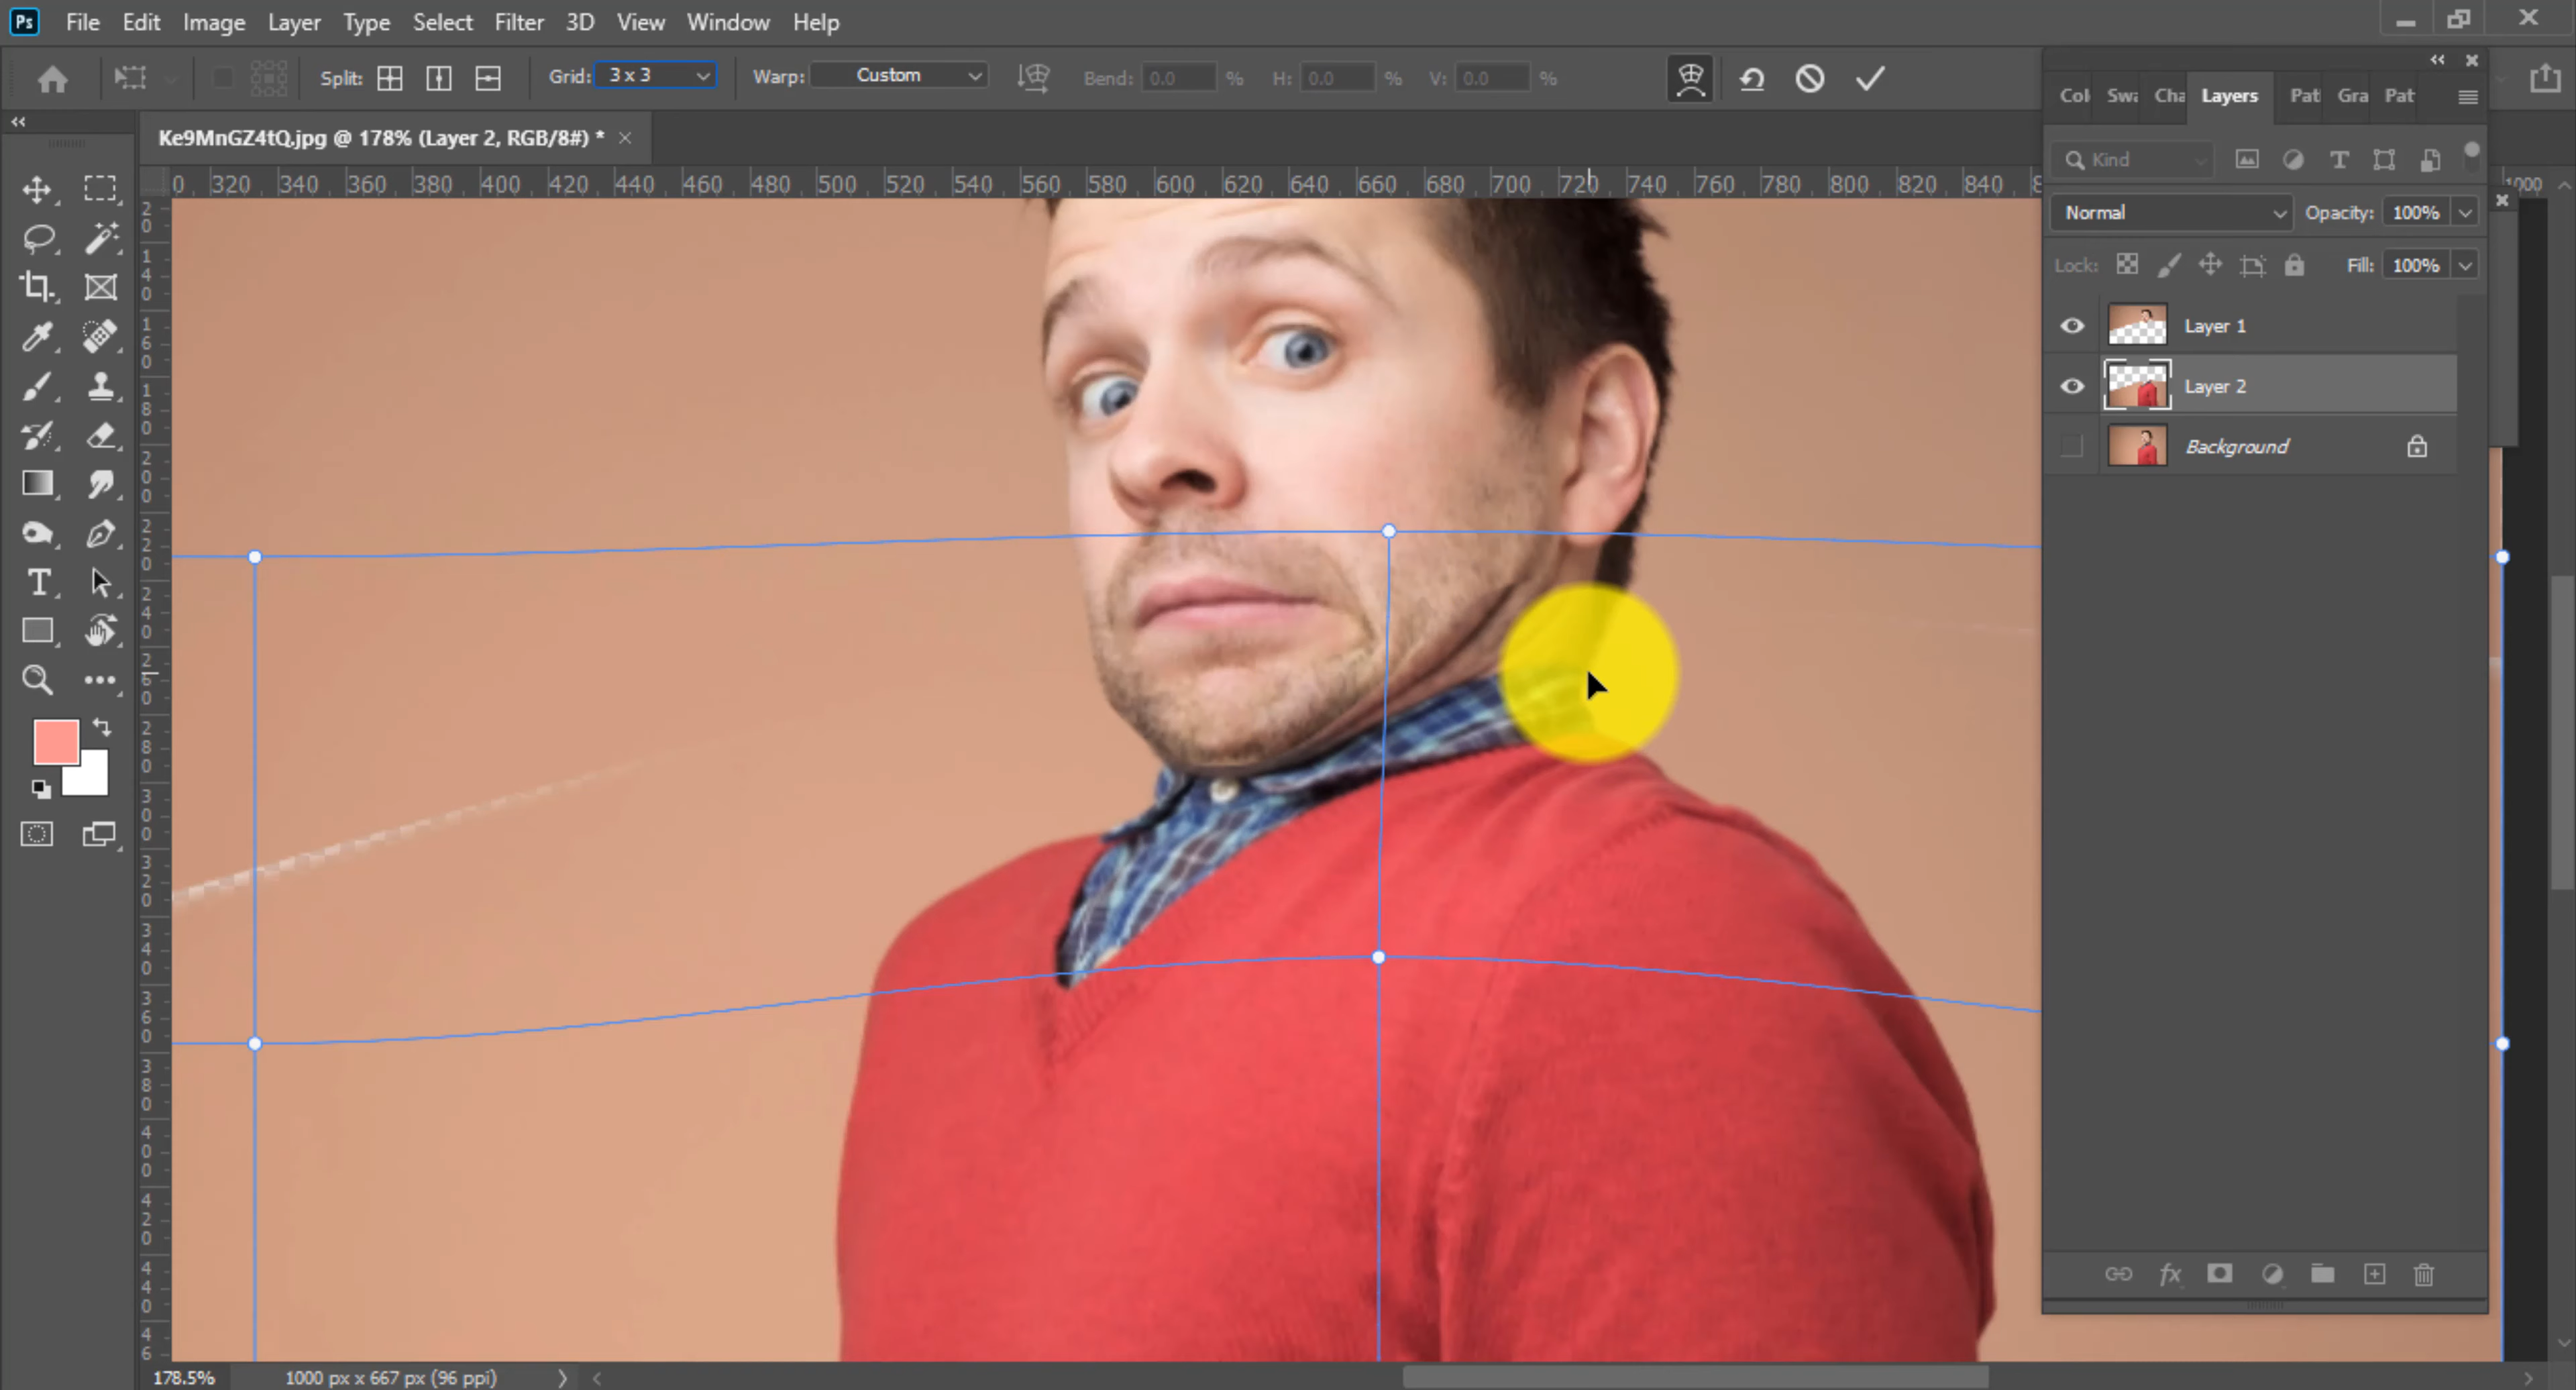 Ps File Edit Image Layer Type Select Filter 3D View Window Help
Split: Grid: 3 x 3 Warp: Custom Bend: 0.0 % H: 0.0 % V: 0.0 %
Col Swa Cha Layers Pat Gra Pat
Ke9MnGZ4tQ.jpg @ 178% (Layer 2, RGB/8#) * ×
Kind
0 320 340 360 380 400 420 440 460 480 500 520 540 560 580 600 620 640 660 680 700 720 740 760 780 800 820 840 1000
Normal Opacity: 100%
Lock: Fill: 100%
Layer 1
Layer 2
Background
T
fx
178.5% 1000 px x 667 px (96 ppi)